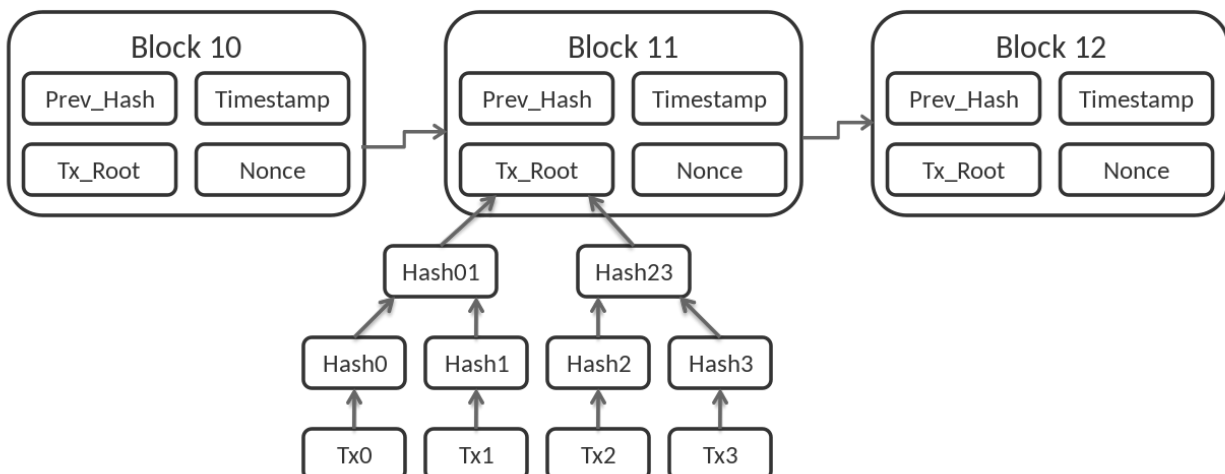 Block 10
Block 11
Block 12
Prev_Hash
Timestamp
Prev_Hash
Timestamp
Prev_Hash
Timestamp
Tx_Root
Nonce
Tx_Root
Nonce
Tx_Root
Nonce
Hash01
Hash23
Hash0
Hash1
Hash2
Hash3
Tx0
Tx1
Tx2
Tx3